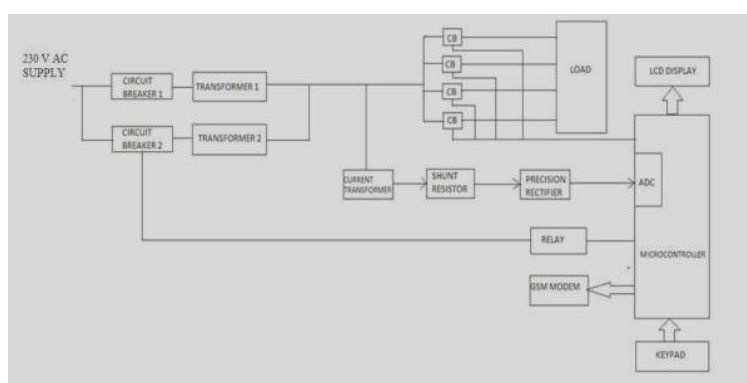 230 V AC
SUPPLY
CIRCUIT
BREAKER 1
TRANSFORMER 1
CIRCUIT
BREAKER 2
TRANSFORMER 2
CB
CB
CB
CB
LOAD
LCD DISPLAY
CURRENT
TRANSFORMER
SHUNT
RESISTOR
PRECISION
RECTIFIER
ADC
RELAY
MICROCONTROLLER
GSM MODEM
KEYPAD